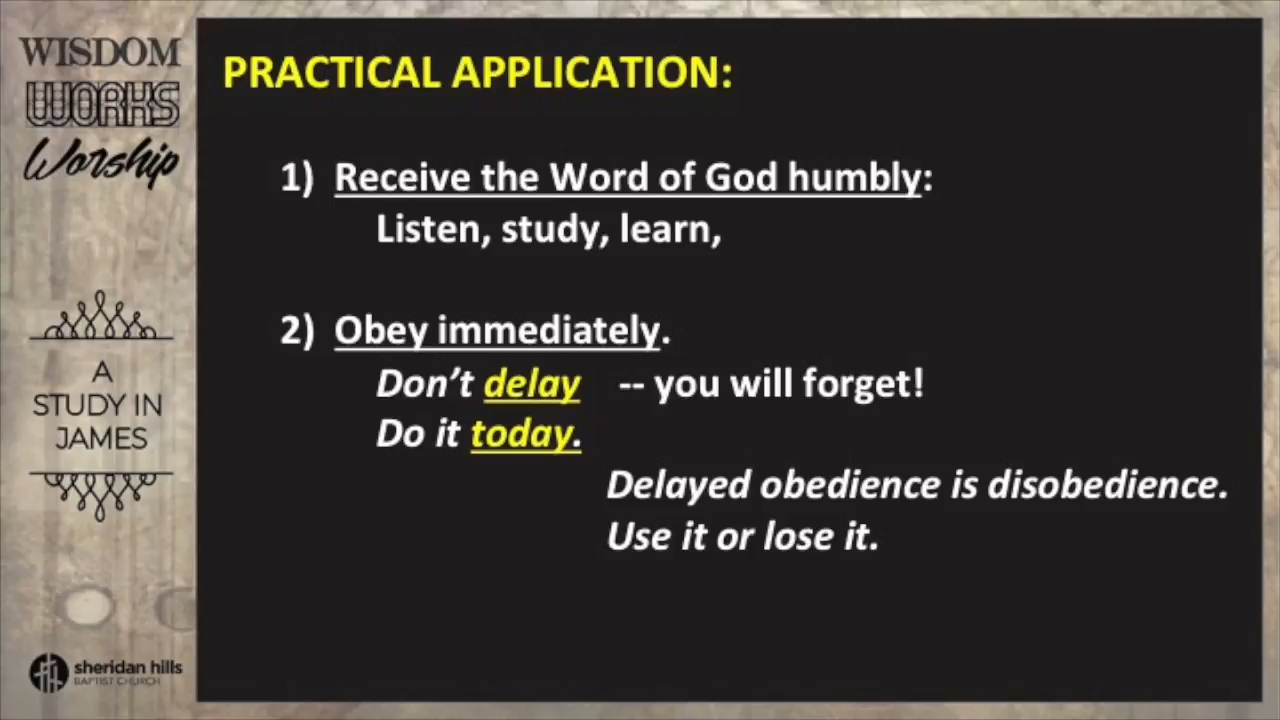 WISDOM
WORKS
Worship
A
STUDY IN
JAMES
sheridan hills
BAPTIST CHURCH
PRACTICAL APPLICATION:
1) Receive the Word of God humbly:
Listen, study, learn,
2) Obey immediately.
Don't delay -- you will forget!
Do it today.
Delayed obedience is disobedience.
Use it or lose it.